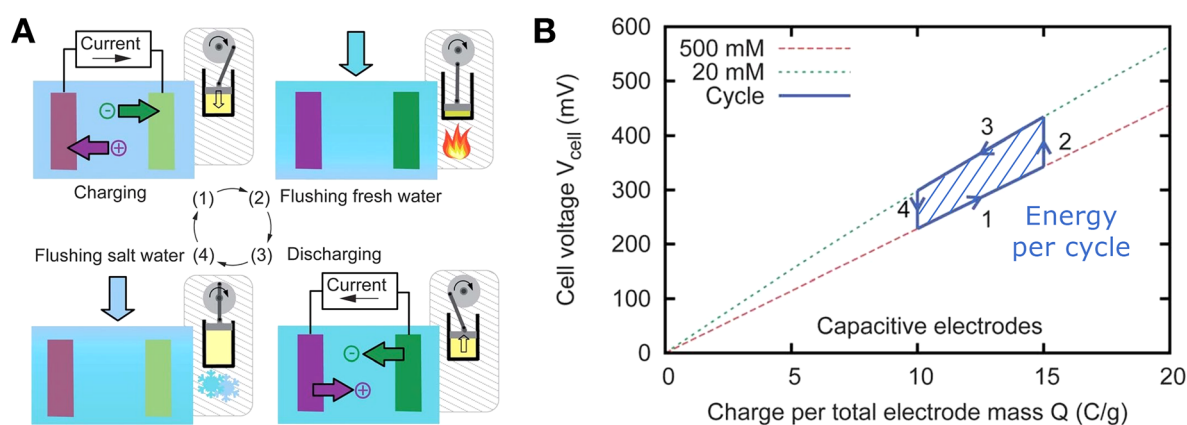 A
Current
⊖
⊕
Charging
Flushing fresh water
(1)
(2)
(4)
(3)
Flushing salt water
Discharging
Current
⊖
⊕
B
Cell voltage Vcell (mV)
600
500
400
300
200
100
0
500 mM
20 mM
Cycle
3
2
4
1
Energy
per cycle
Capacitive electrodes
0
5
10
15
20
Charge per total electrode mass Q (C/g)